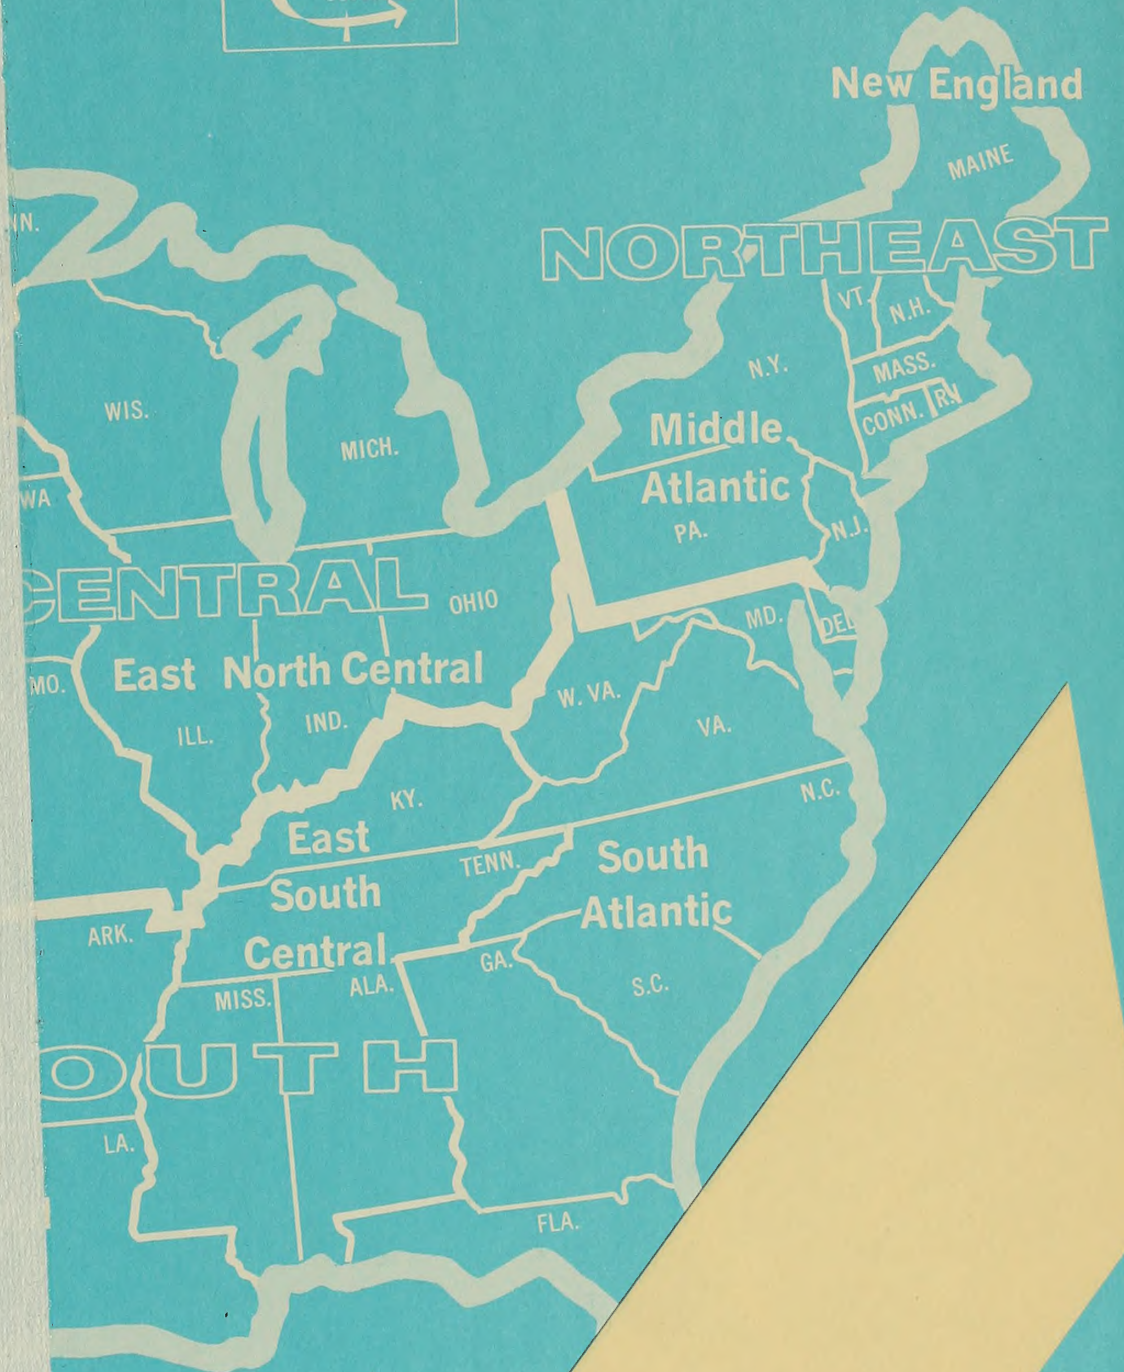 New England
MAINE
NORTHEAST
VT.
N.H.
N.Y.
MASS.
CONN.
WIS.
MICH.
Middle
Atlantic
PA.
N.J.
CENTRAL
OHIO
MD.
DEL
East North Central
MO.
W. VA.
VA.
ILL.
IND.
KY.
N.C.
East
South
Central
TENN.
South
Atlantic
ARK.
GA.
MISS.
ALA.
S.C.
OUTH
LA.
FLA.